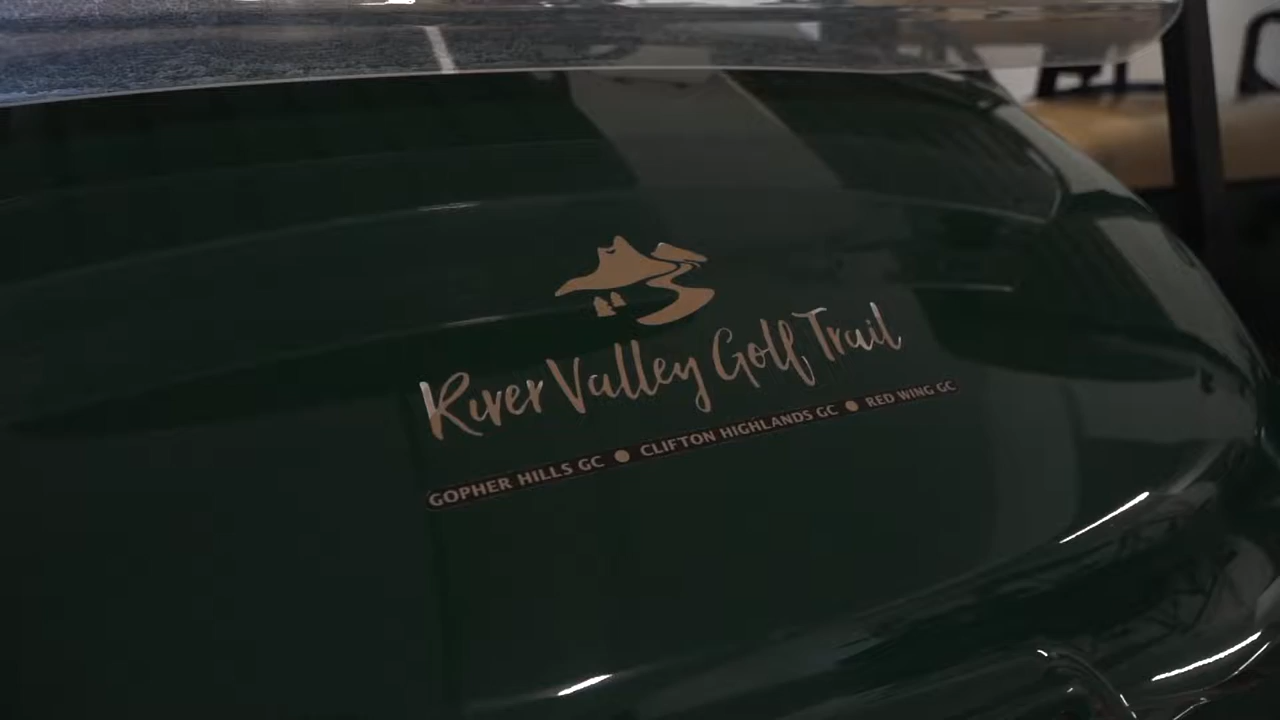 River Valley Golf Trail
GOPHER HILLS GC ● CLIFTON HIGHLANDS GC ● RED WING GC